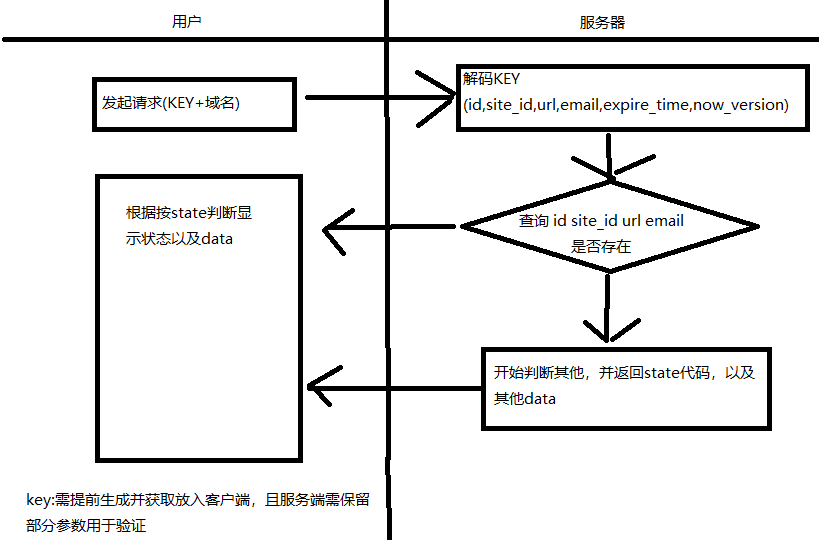 用户
服务器
发起请求(KEY+域名)
解码KEY
(id,site_id,url,email,expire_time,now_version)
根据按state判断显
示状态以及data
查询 id site_id url email
是否存在
开始判断其他，并返回state代码，以及
其他data
key:需提前生成并获取放入客户端，且服务端需保留
部分参数用于验证